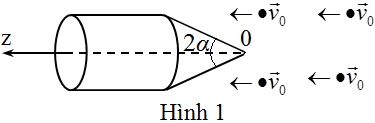 ← •v⃗₀ ← •v⃗₀
z 2α 0
← •v⃗₀ ← •v⃗₀
Hình 1